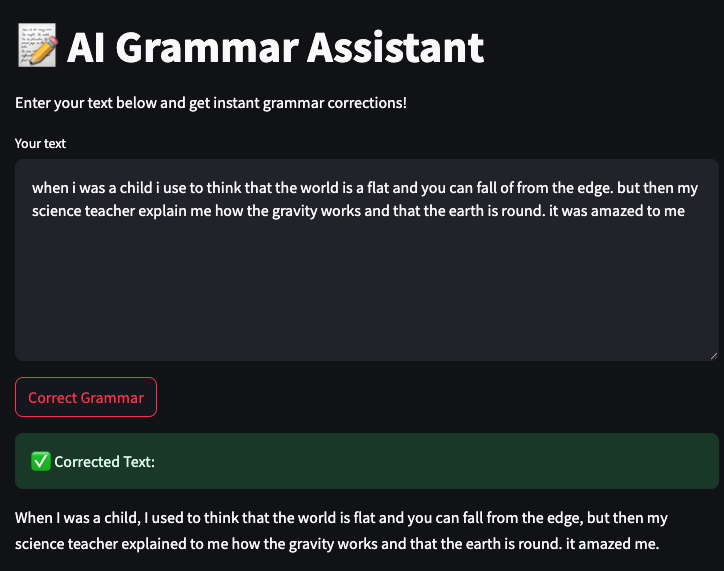 AI Grammar Assistant
Enter your text below and get instant grammar corrections!
Your text
when i was a child i use to think that the world is a flat and you can fall of from the edge. but then my
science teacher explain me how the gravity works and that the earth is round. it was amazed to me
Correct Grammar
Corrected Text:
When I was a child, I used to think that the world is flat and you can fall from the edge, but then my
science teacher explained to me how the gravity works and that the earth is round. it amazed me.